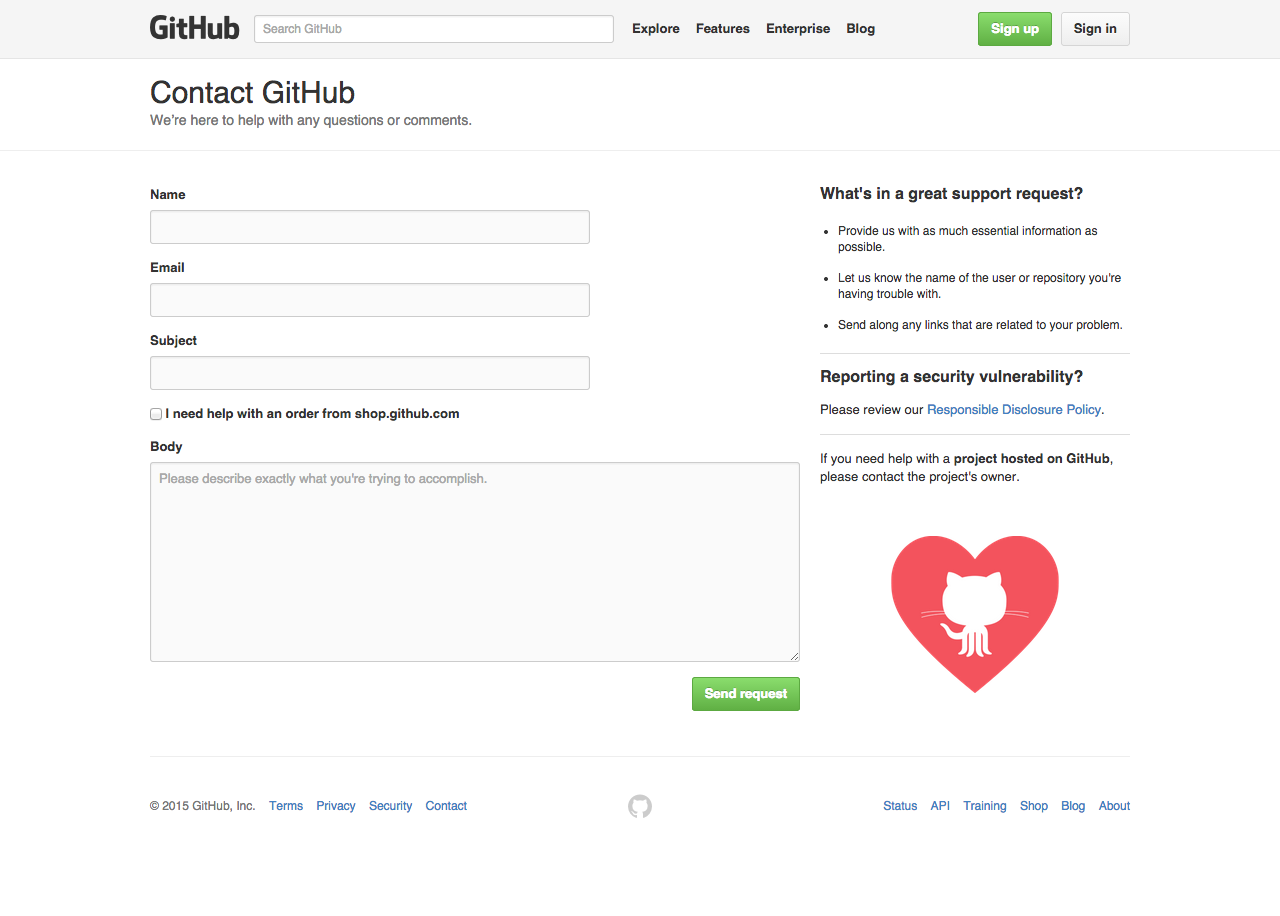 GitHub Search GitHub Explore Features Enterprise Blog Sign up Sign in
Contact GitHub
We're here to help with any questions or comments.
Name
Email
Subject
I need help with an order from shop.github.com
Body
Please describe exactly what you're trying to accomplish.
Send request
What's in a great support request?
• Provide us with as much essential information as
possible.
• Let us know the name of the user or repository you're
having trouble with.
• Send along any links that are related to your problem.
Reporting a security vulnerability?
Please review our Responsible Disclosure Policy.
If you need help with a project hosted on GitHub,
please contact the project's owner.
© 2015 GitHub, Inc. Terms Privacy Security Contact Status API Training Shop Blog About